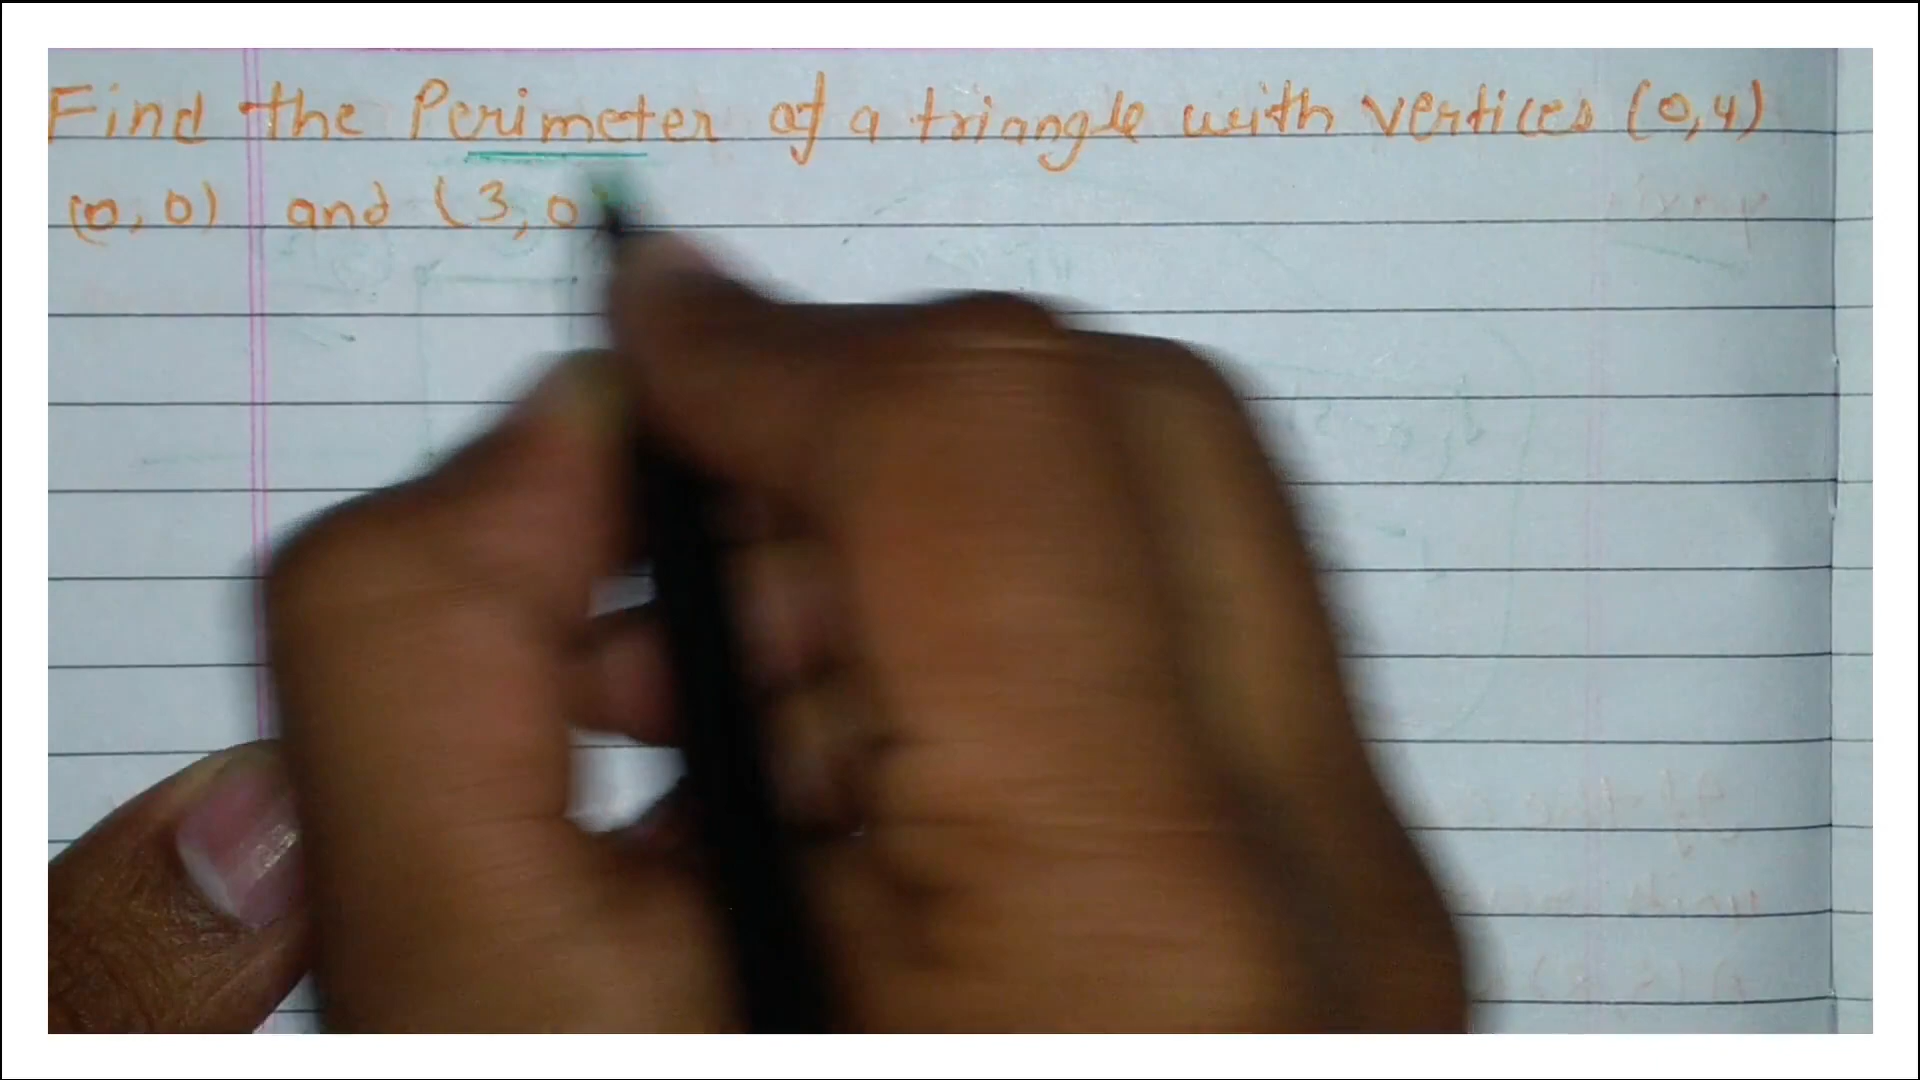 Find the Perimeter of a triangle with vertices (0,4)
(0,0) and (3,0)